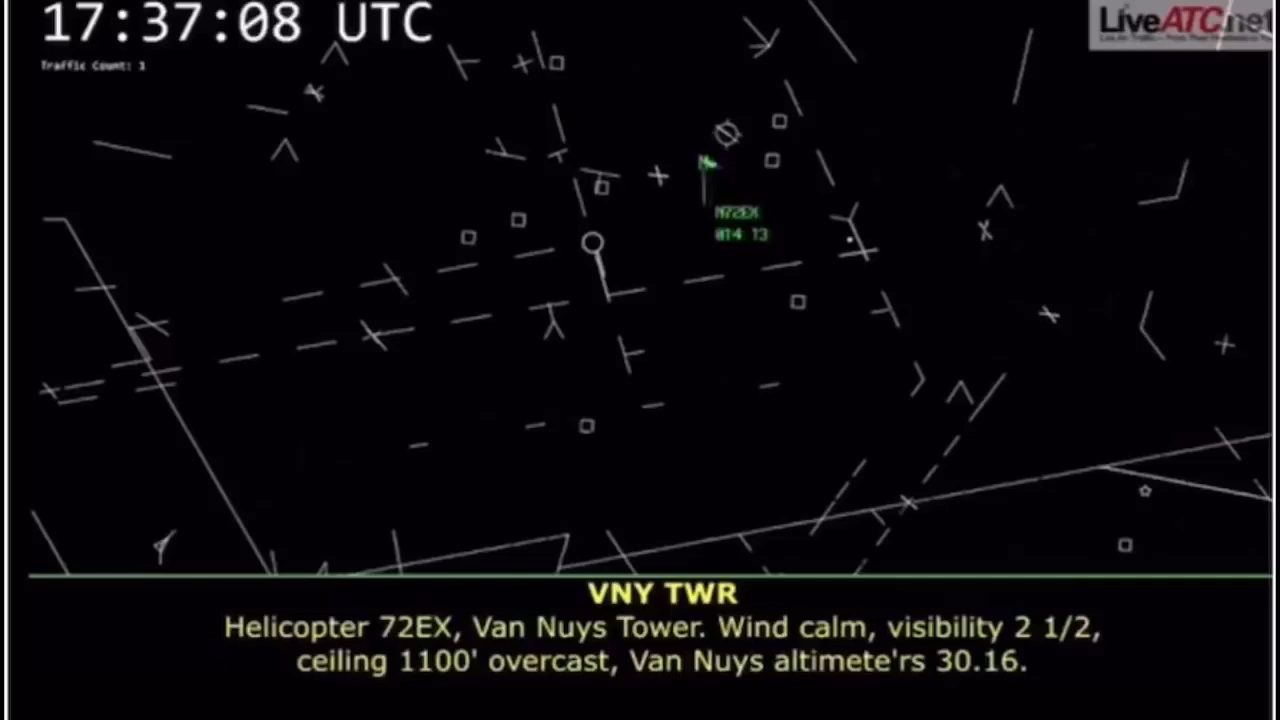 17:37:08 UTC
LiveATC.net
Traffic Count: 1
N72EX
014 13
VNY TWR
Helicopter 72EX, Van Nuys Tower. Wind calm, visibility 2 1/2,
ceiling 1100' overcast, Van Nuys altimete'rs 30.16.